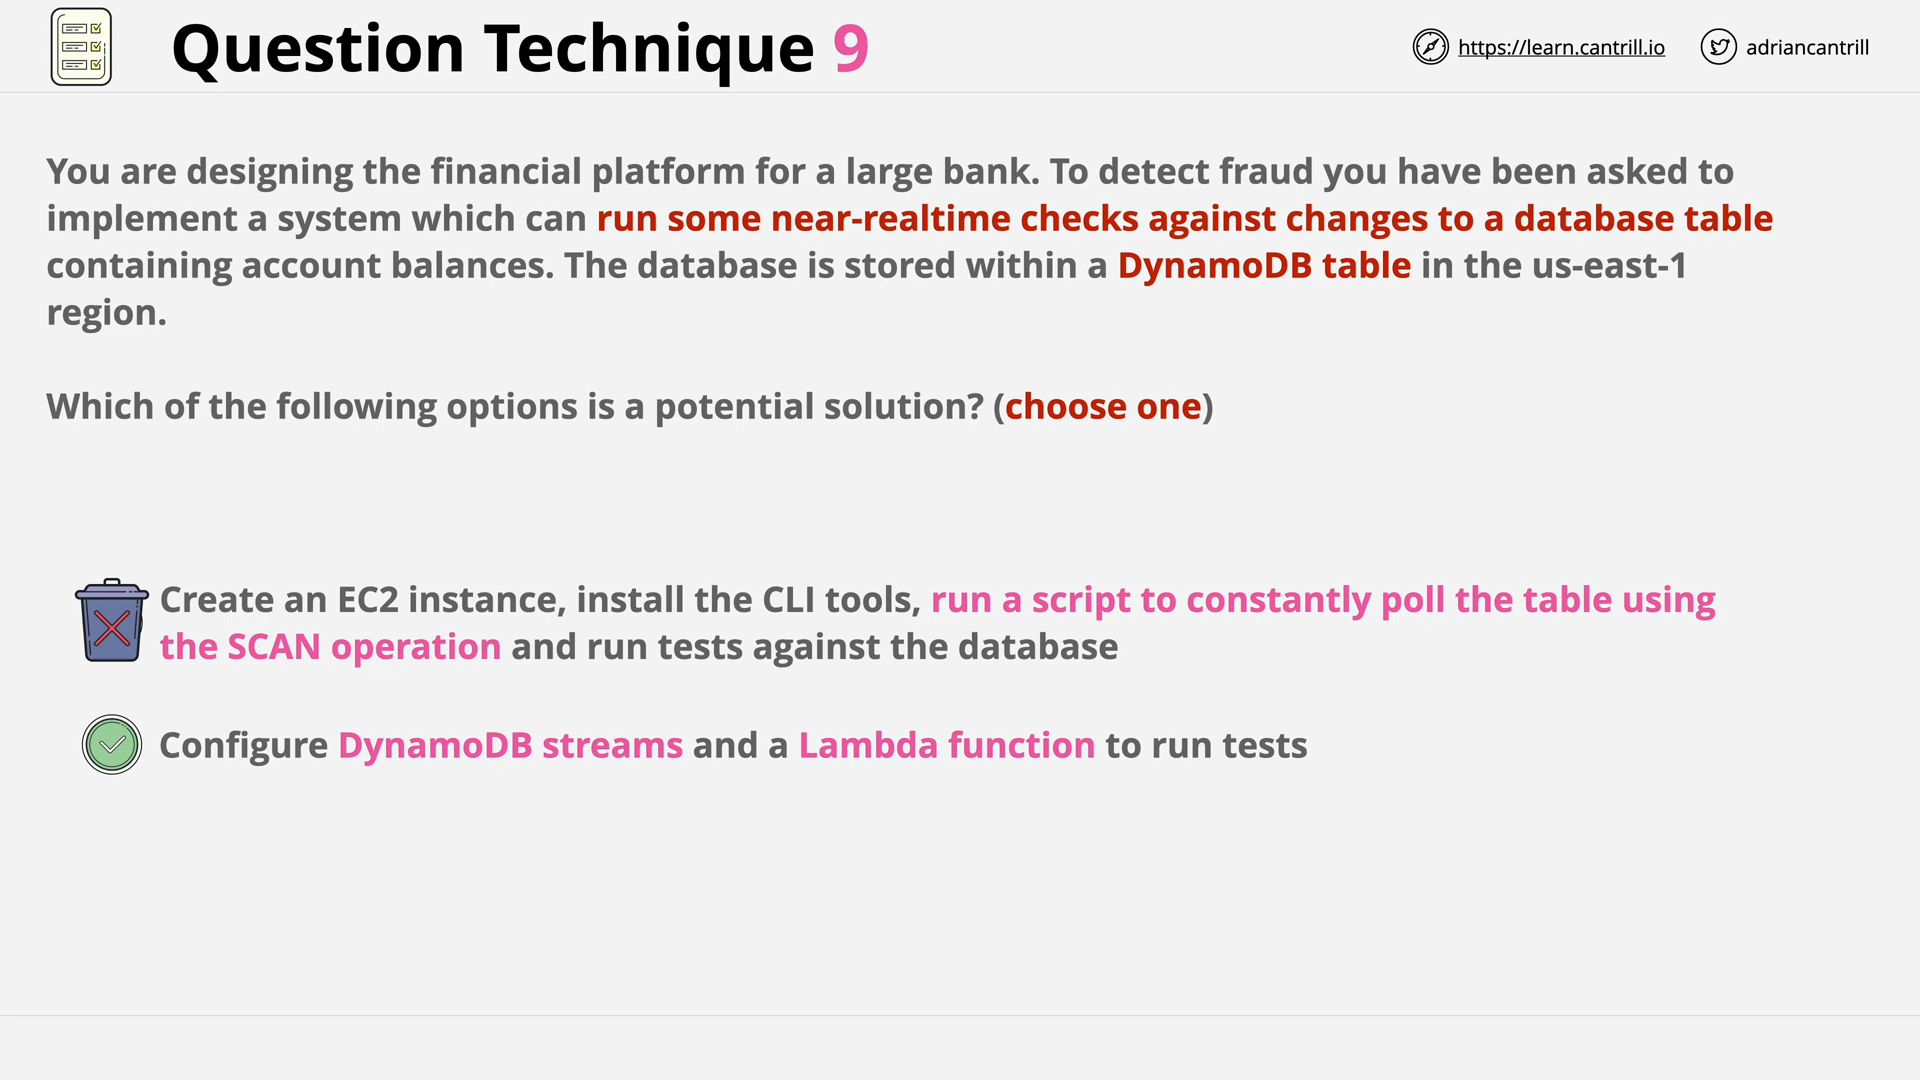 Question Technique 9
https://learn.cantrill.io
adriancantrill
You are designing the financial platform for a large bank. To detect fraud you have been asked to
implement a system which can run some near-realtime checks against changes to a database table
containing account balances. The database is stored within a DynamoDB table in the us-east-1
region.
Which of the following options is a potential solution? (choose one)
Create an EC2 instance, install the CLI tools, run a script to constantly poll the table using
the SCAN operation and run tests against the database
Configure DynamoDB streams and a Lambda function to run tests